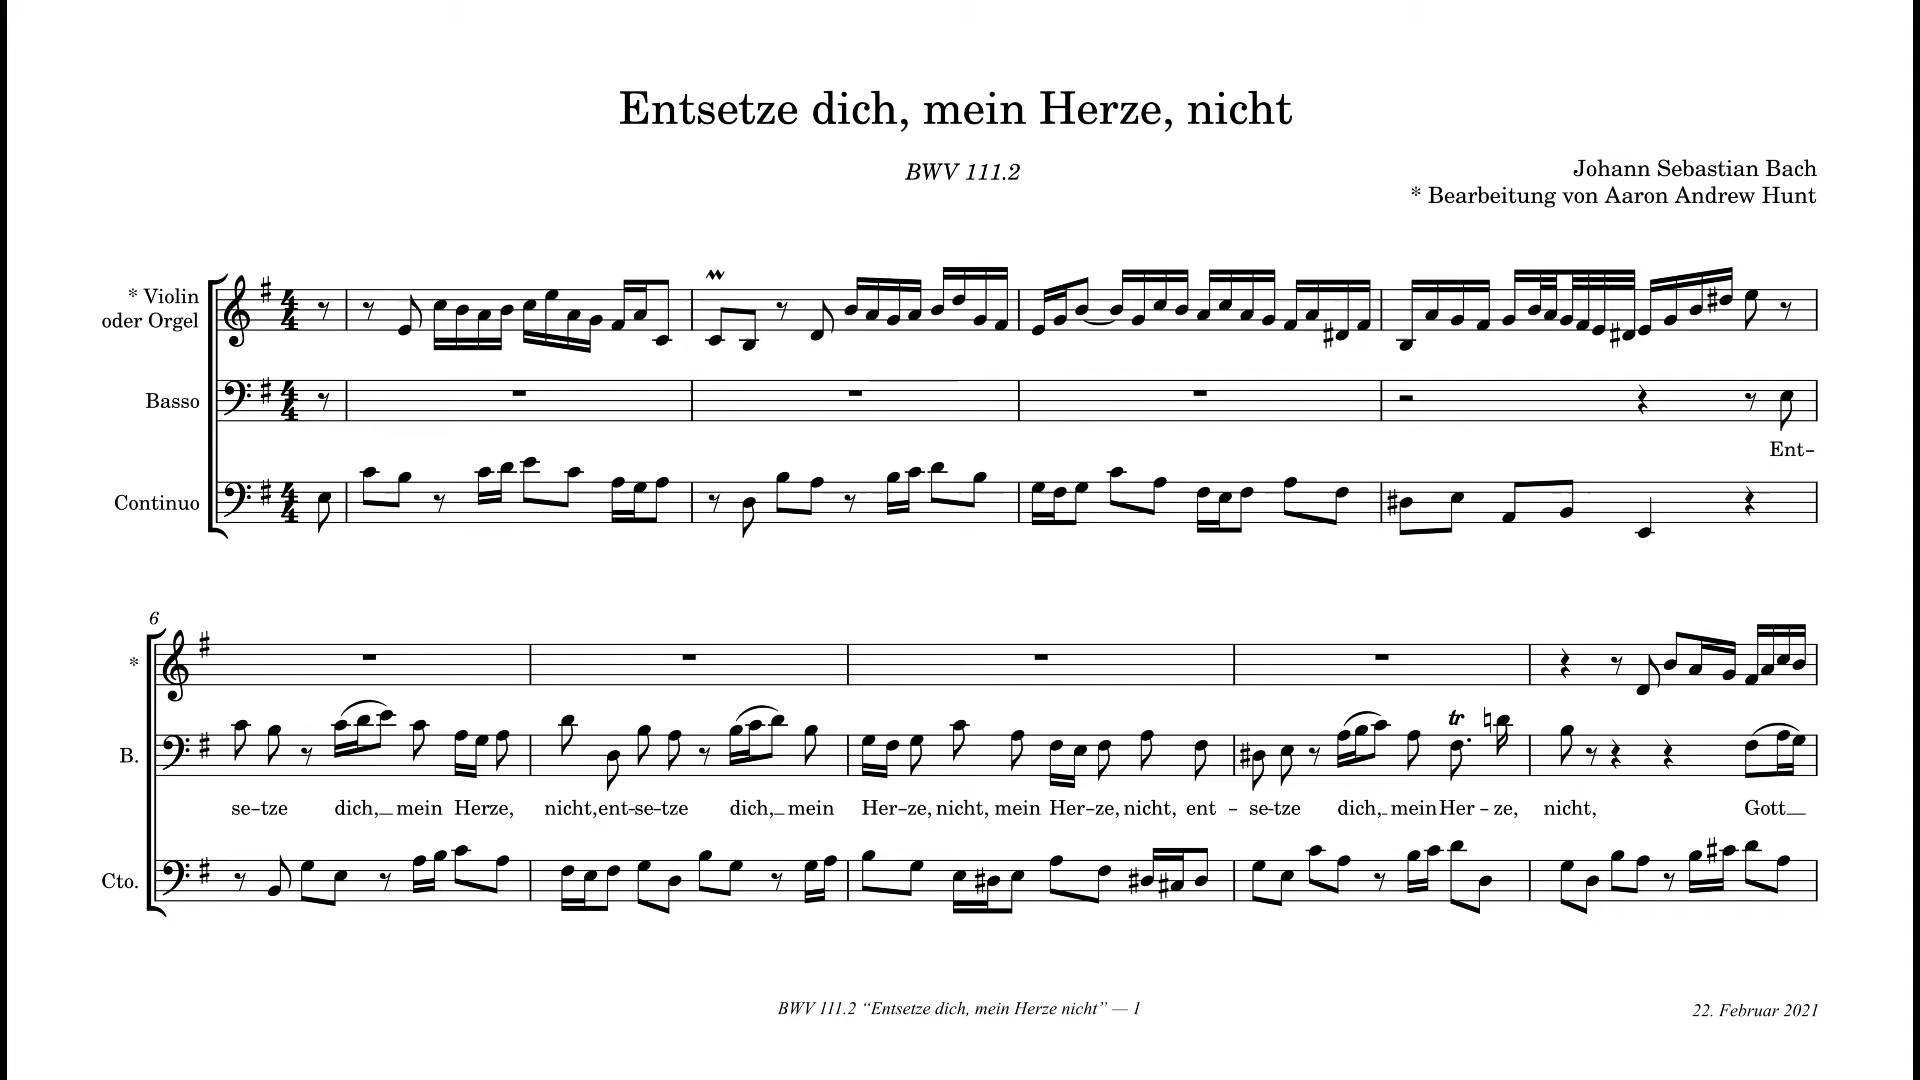 Entsetze dich, mein Herze, nicht
BWV 111.2
Johann Sebastian Bach
* Bearbeitung von Aaron Andrew Hunt
* Violin
oder Orgel
Basso
Ent-
Continuo
6
*
tr
B.
se-tze dich,_ mein Herze, nicht, ent-se-tze dich,_ mein Her-ze, nicht, mein Her-ze, nicht, ent - se-tze dich,_ mein Her - ze, nicht, Gott_
Cto.
BWV 111.2 “Entsetze dich, mein Herze nicht” — 1
22. Februar 2021